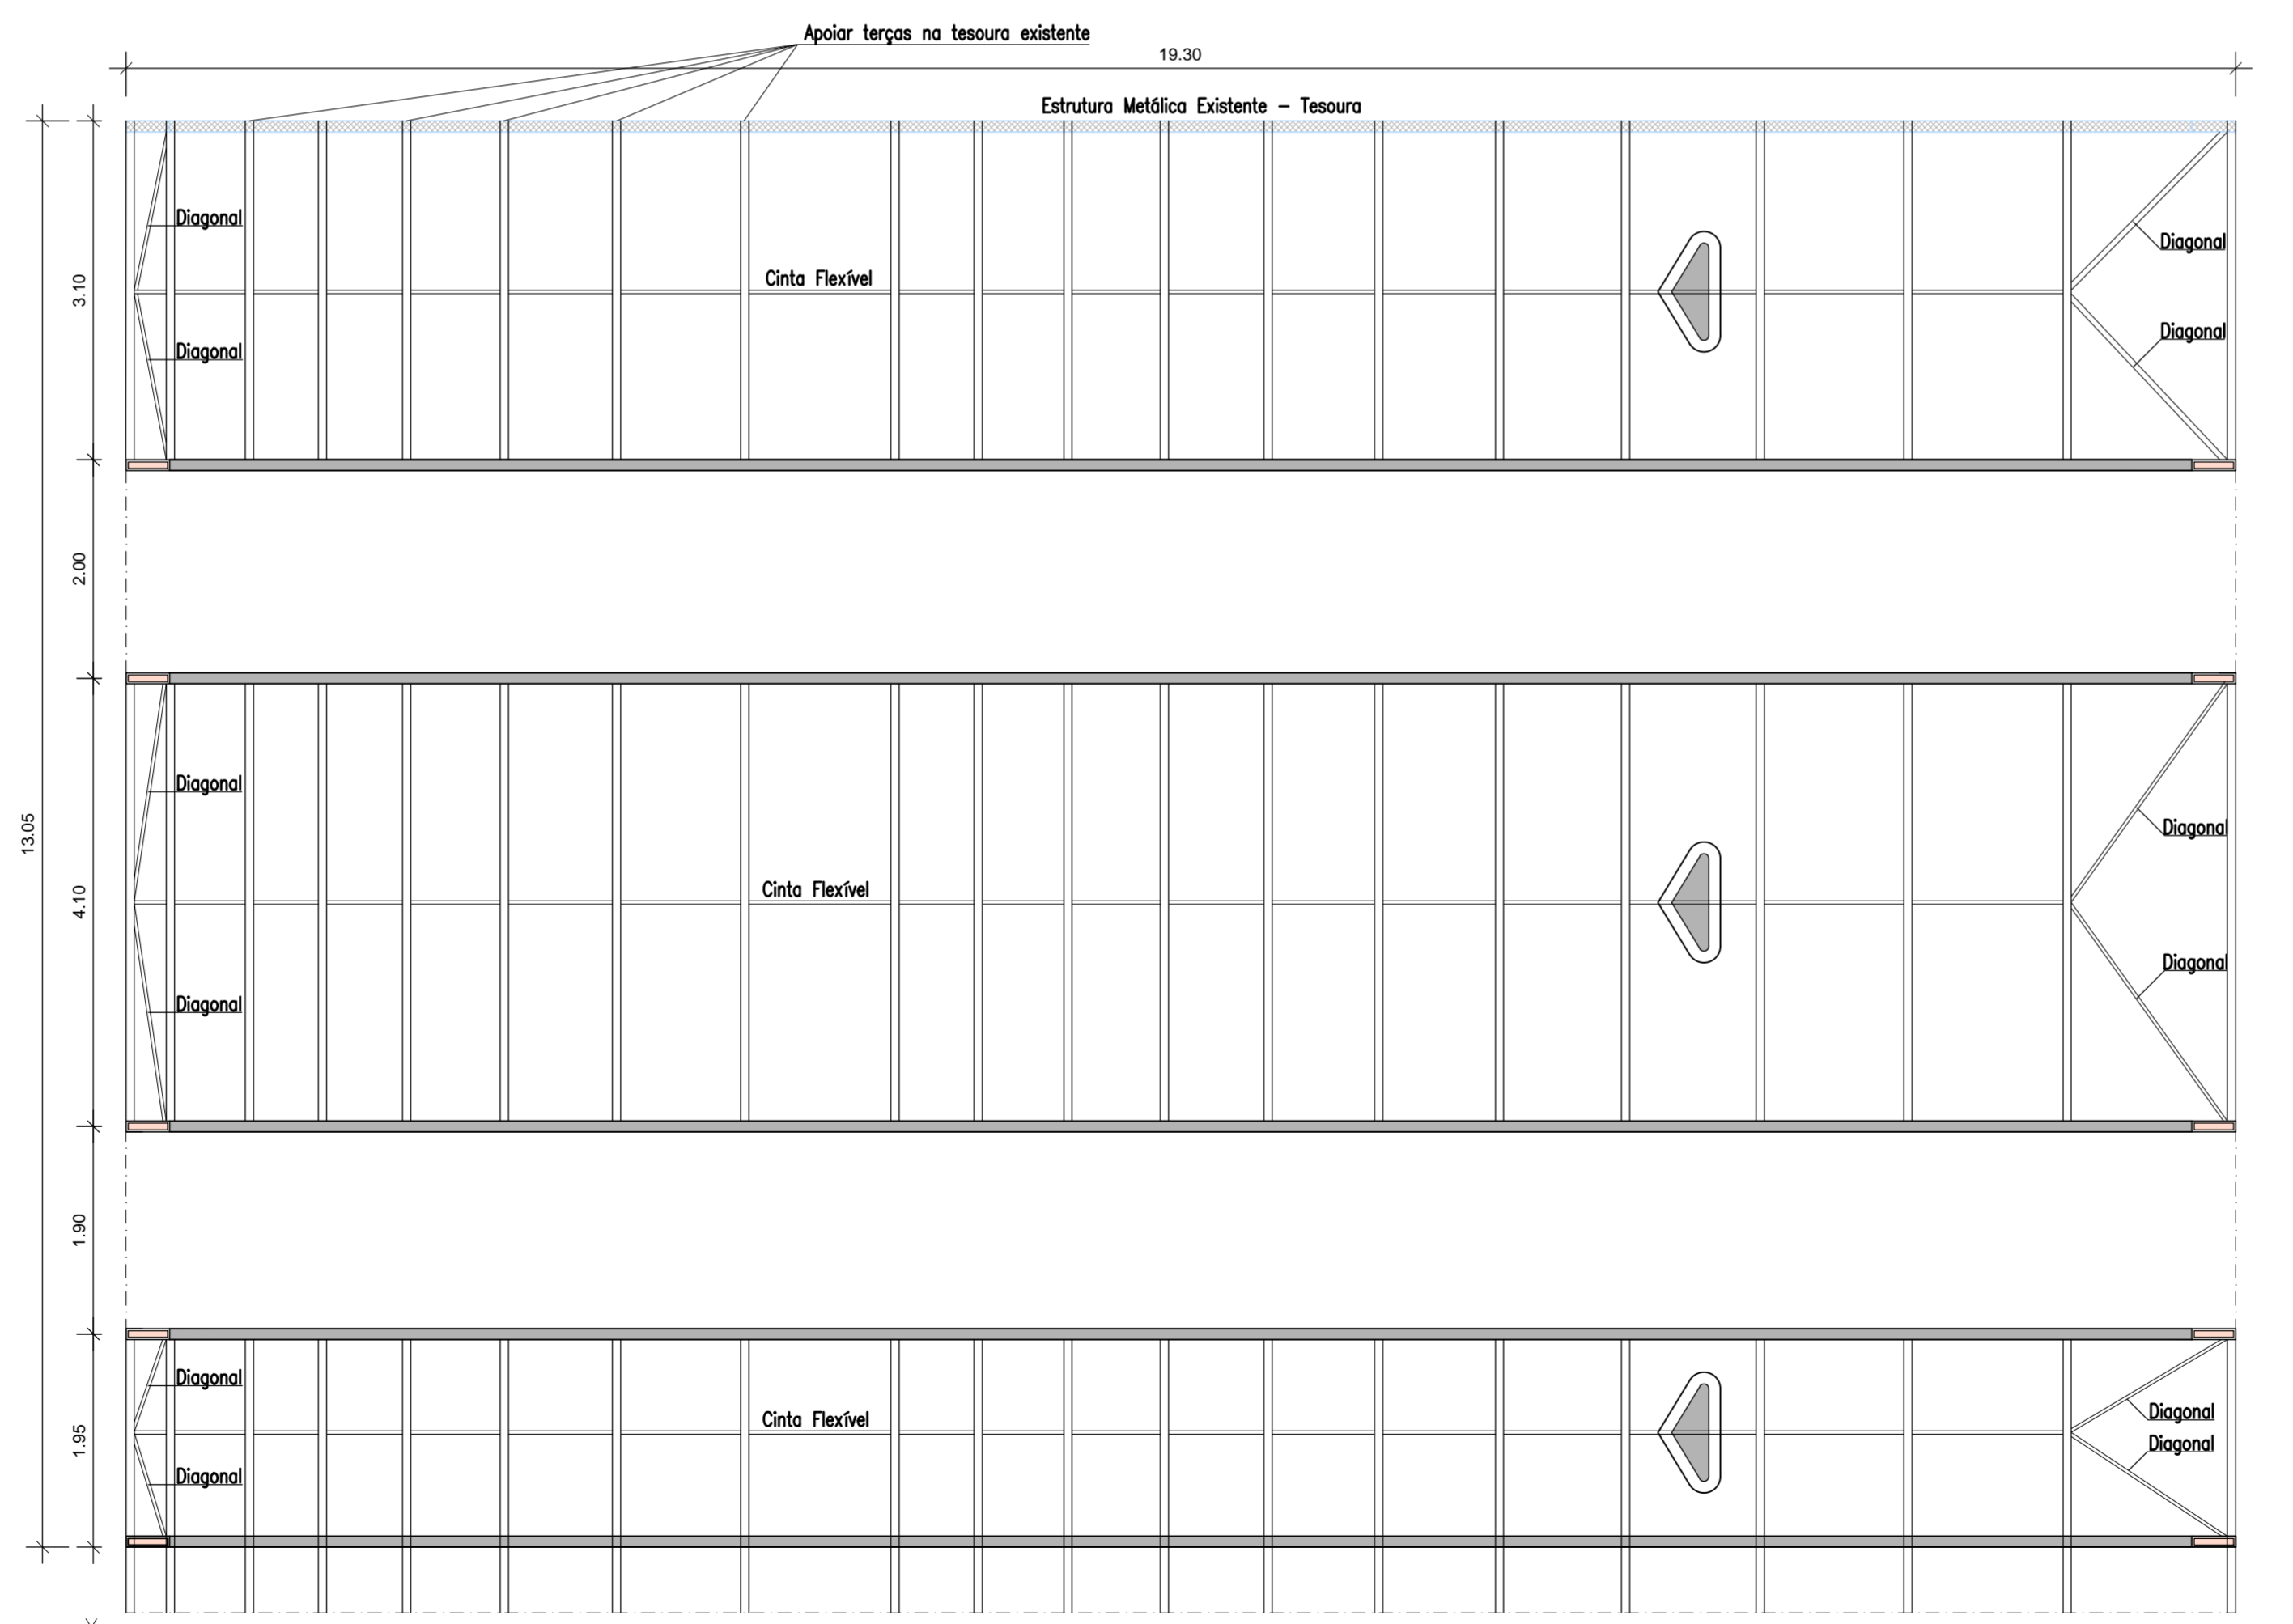 Apoiar terças na tesoura existente
19.30
Estrutura Metálica Existente - Tesoura
Diagonal
Diagonal
Cinta Flexível
3.10
Diagonal
Diagonal
2.00
Diagonal
Diagonal
13.05
Cinta Flexível
4.10
Diagonal
Diagonal
1.90
Diagonal
Diagonal
Cinta Flexível
1.95
Diagonal
Diagonal